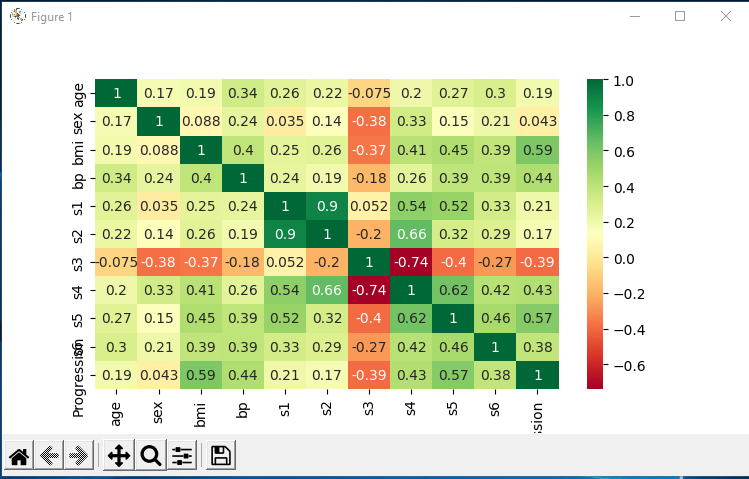 Figure 1
age 1 0.17 0.19 0.34 0.26 0.22 -0.075 0.2 0.27 0.3 0.19
sex 0.17 1 0.088 0.24 0.035 0.14 -0.38 0.33 0.15 0.21 0.043
bmi 0.19 0.088 1 0.4 0.25 0.26 -0.37 0.41 0.45 0.39 0.59
bp 0.34 0.24 0.4 1 0.24 0.19 -0.18 0.26 0.39 0.39 0.44
s1 0.26 0.035 0.25 0.24 1 0.9 0.052 0.54 0.52 0.33 0.21
s2 0.22 0.14 0.26 0.19 0.9 1 -0.2 0.66 0.32 0.29 0.17
s3 -0.075 -0.38 -0.37 -0.18 0.052 -0.2 1 -0.74 -0.4 -0.27 -0.39
s4 0.2 0.33 0.41 0.26 0.54 0.66 -0.74 1 0.62 0.42 0.43
s5 0.27 0.15 0.45 0.39 0.52 0.32 -0.4 0.62 1 0.46 0.57
s6 0.3 0.21 0.39 0.39 0.33 0.29 -0.27 0.42 0.46 1 0.38
Progression 0.19 0.043 0.59 0.44 0.21 0.17 -0.39 0.43 0.57 0.38 1
age sex bmi bp s1 s2 s3 s4 s5 s6 ssion
1.0
0.8
0.6
0.4
0.2
0.0
−0.2
−0.4
−0.6